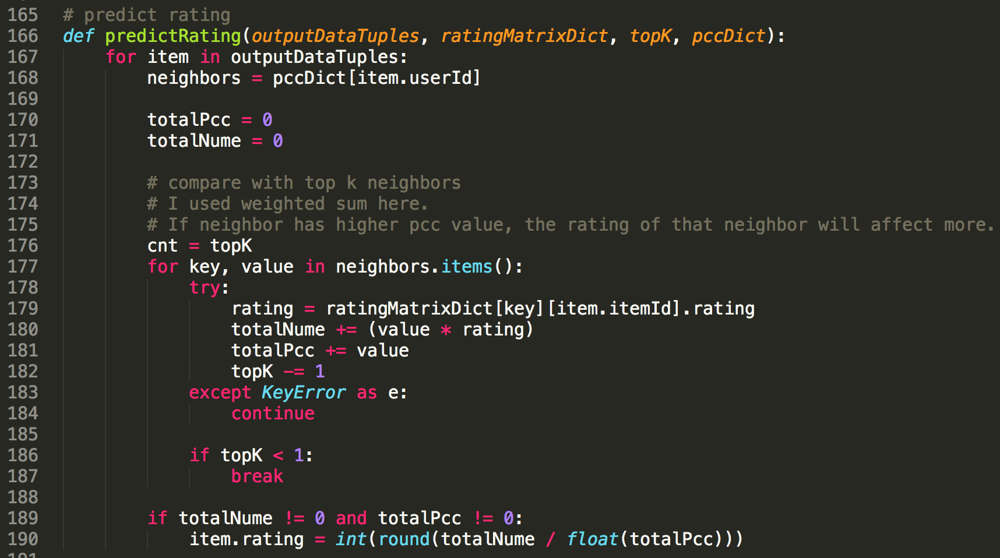 165 # predict rating
166 def predictRating(outputDataTuples, ratingMatrixDict, topK, pccDict):
167     for item in outputDataTuples:
168         neighbors = pccDict[item.userId]
169
170         totalPcc = 0
171         totalNume = 0
172
173         # compare with top k neighbors
174         # I used weighted sum here.
175         # If neighbor has higher pcc value, the rating of that neighbor will affect more.
176         cnt = topK
177         for key, value in neighbors.items():
178             try:
179                 rating = ratingMatrixDict[key][item.itemId].rating
180                 totalNume += (value * rating)
181                 totalPcc += value
182                 topK -= 1
183             except KeyError as e:
184                 continue
185
186             if topK < 1:
187                 break
188
189         if totalNume != 0 and totalPcc != 0:
190             item.rating = int(round(totalNume / float(totalPcc)))
191